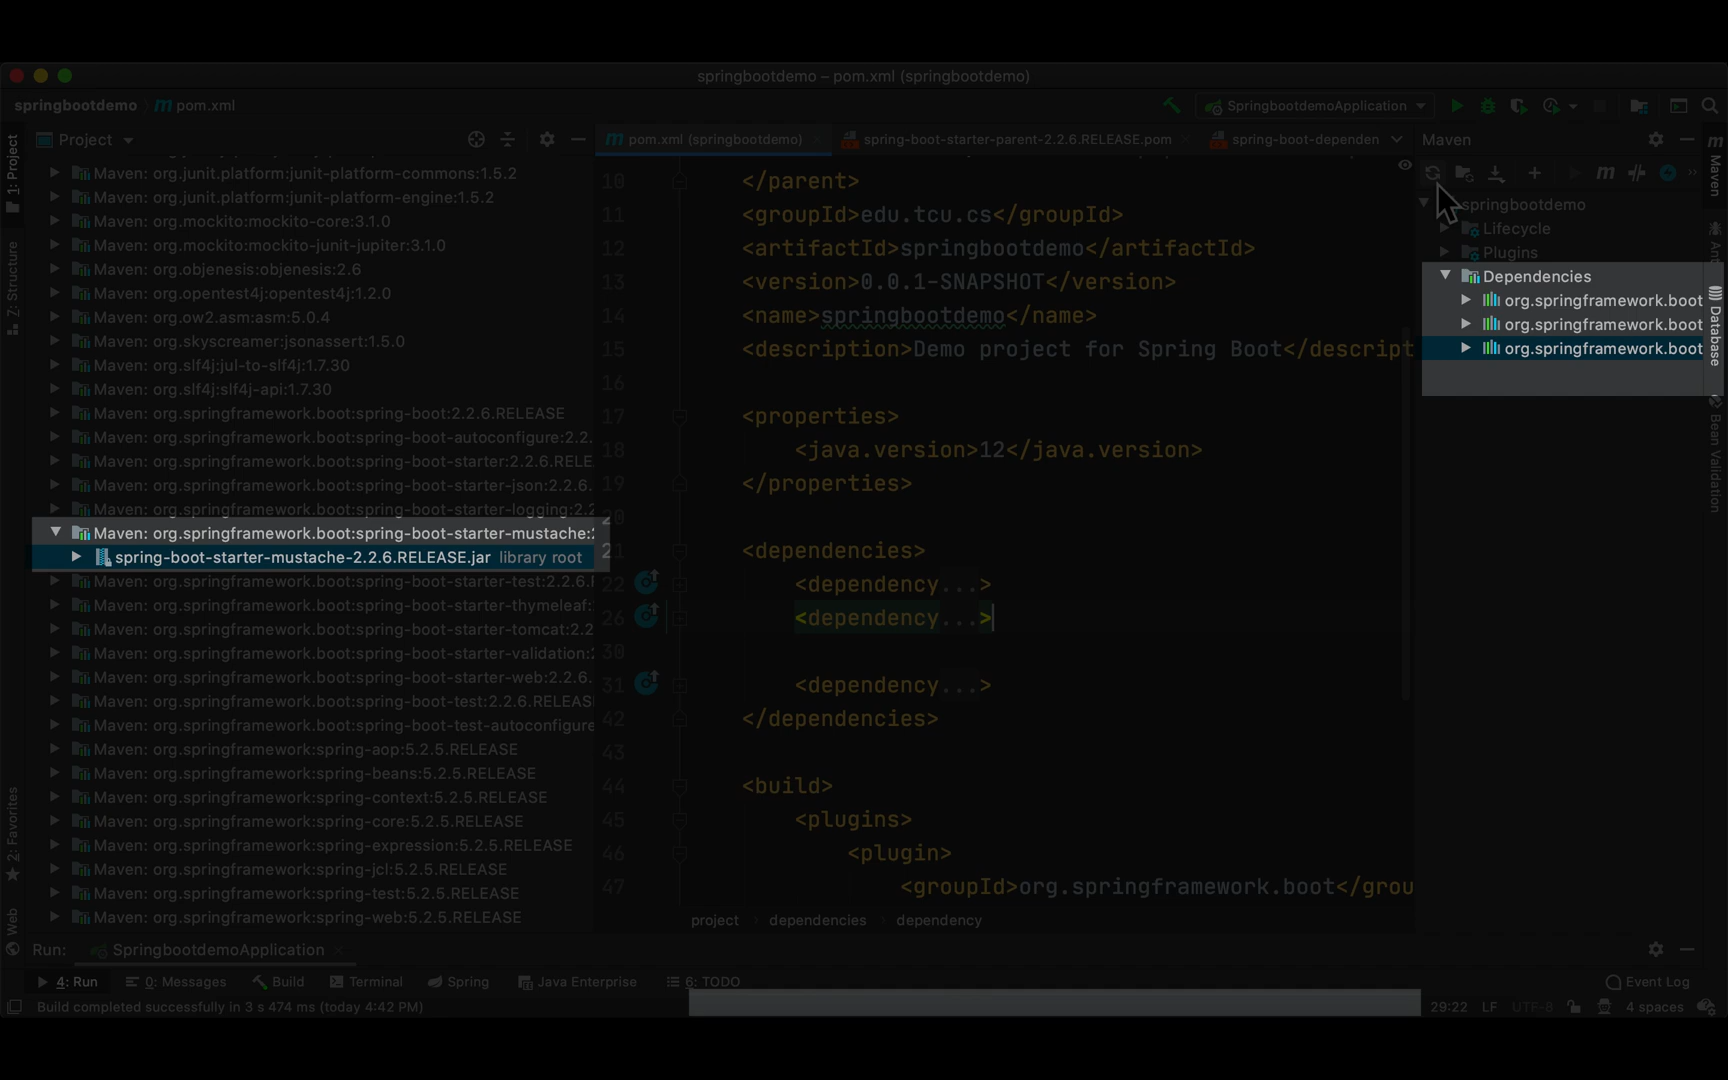 springbootdemo – pom.xml (springbootdemo)
springbootdemo
pom.xml
SpringbootdemoApplication
Project
pom.xml (springbootdemo)
spring-boot-starter-parent-2.2.6.RELEASE.pom
spring-boot-dependen
Maven
1: Project
Z: Structure
2: Favorites
Web
Maven: org.junit.platform:junit-platform-commons:1.5.2
Maven: org.junit.platform:junit-platform-engine:1.5.2
Maven: org.mockito:mockito-core:3.1.0
Maven: org.mockito:mockito-junit-jupiter:3.1.0
Maven: org.objenesis:objenesis:2.6
Maven: org.opentest4j:opentest4j:1.2.0
Maven: org.ow2.asm:asm:5.0.4
Maven: org.skyscreamer:jsonassert:1.5.0
Maven: org.slf4j:jul-to-slf4j:1.7.30
Maven: org.slf4j:slf4j-api:1.7.30
Maven: org.springframework.boot:spring-boot:2.2.6.RELEASE
Maven: org.springframework.boot:spring-boot-autoconfigure:2.2.
Maven: org.springframework.boot:spring-boot-starter:2.2.6.RELE
Maven: org.springframework.boot:spring-boot-starter-json:2.2.6.
Maven: org.springframework.boot:spring-boot-starter-logging:2.2
Maven: org.springframework.boot:spring-boot-starter-mustache:2
spring-boot-starter-mustache-2.2.6.RELEASE.jar library root
Maven: org.springframework.boot:spring-boot-starter-test:2.2.6.R
Maven: org.springframework.boot:spring-boot-starter-thymeleaf:
Maven: org.springframework.boot:spring-boot-starter-tomcat:2.2
Maven: org.springframework.boot:spring-boot-starter-validation:2
Maven: org.springframework.boot:spring-boot-starter-web:2.2.6.
Maven: org.springframework.boot:spring-boot-test:2.2.6.RELEAS
Maven: org.springframework.boot:spring-boot-test-autoconfigure
Maven: org.springframework:spring-aop:5.2.5.RELEASE
Maven: org.springframework:spring-beans:5.2.5.RELEASE
Maven: org.springframework:spring-context:5.2.5.RELEASE
Maven: org.springframework:spring-core:5.2.5.RELEASE
Maven: org.springframework:spring-expression:5.2.5.RELEASE
Maven: org.springframework:spring-jcl:5.2.5.RELEASE
Maven: org.springframework:spring-test:5.2.5.RELEASE
Maven: org.springframework:spring-web:5.2.5.RELEASE
10 </parent>
11 <groupId>edu.tcu.cs</groupId>
12 <artifactId>springbootdemo</artifactId>
13 <version>0.0.1-SNAPSHOT</version>
14 <name>springbootdemo</name>
15 <description>Demo project for Spring Boot</descript
16
17 <properties>
18 <java.version>12</java.version>
19 </properties>
20
21 <dependencies>
22 <dependency...>
26 <dependency...>
30
31 <dependency...>
42 </dependencies>
43
44 <build>
45 <plugins>
46 <plugin>
47 <groupId>org.springframework.boot</grou
project
dependencies
dependency
springbootdemo
Lifecycle
Plugins
Dependencies
org.springframework.boot
org.springframework.boot
org.springframework.boot
Maven
Ant
Database
Bean Validation
Run:
SpringbootdemoApplication
4: Run
0: Messages
Build
Terminal
Spring
Java Enterprise
6: TODO
Event Log
Build completed successfully in 3 s 474 ms (today 4:42 PM)
29:22
LF
UTF-8
4 spaces